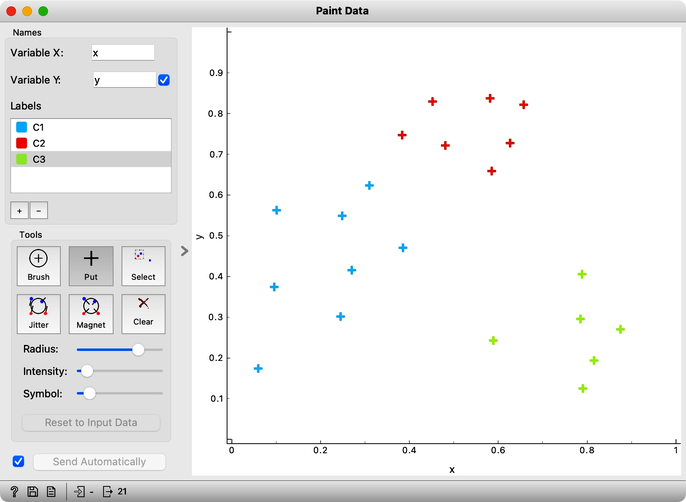 Paint Data
Names
Variable X: x
Variable Y: y
Labels
C1
C2
C3
+ −
Tools
Brush Put Select
Jitter Magnet Clear
Radius:
Intensity:
Symbol:
Reset to Input Data
Send Automatically
? - 21
y
0.9
0.8
0.7
0.6
0.5
0.4
0.3
0.2
0.1
0 0.2 0.4 0.6 0.8 1
x